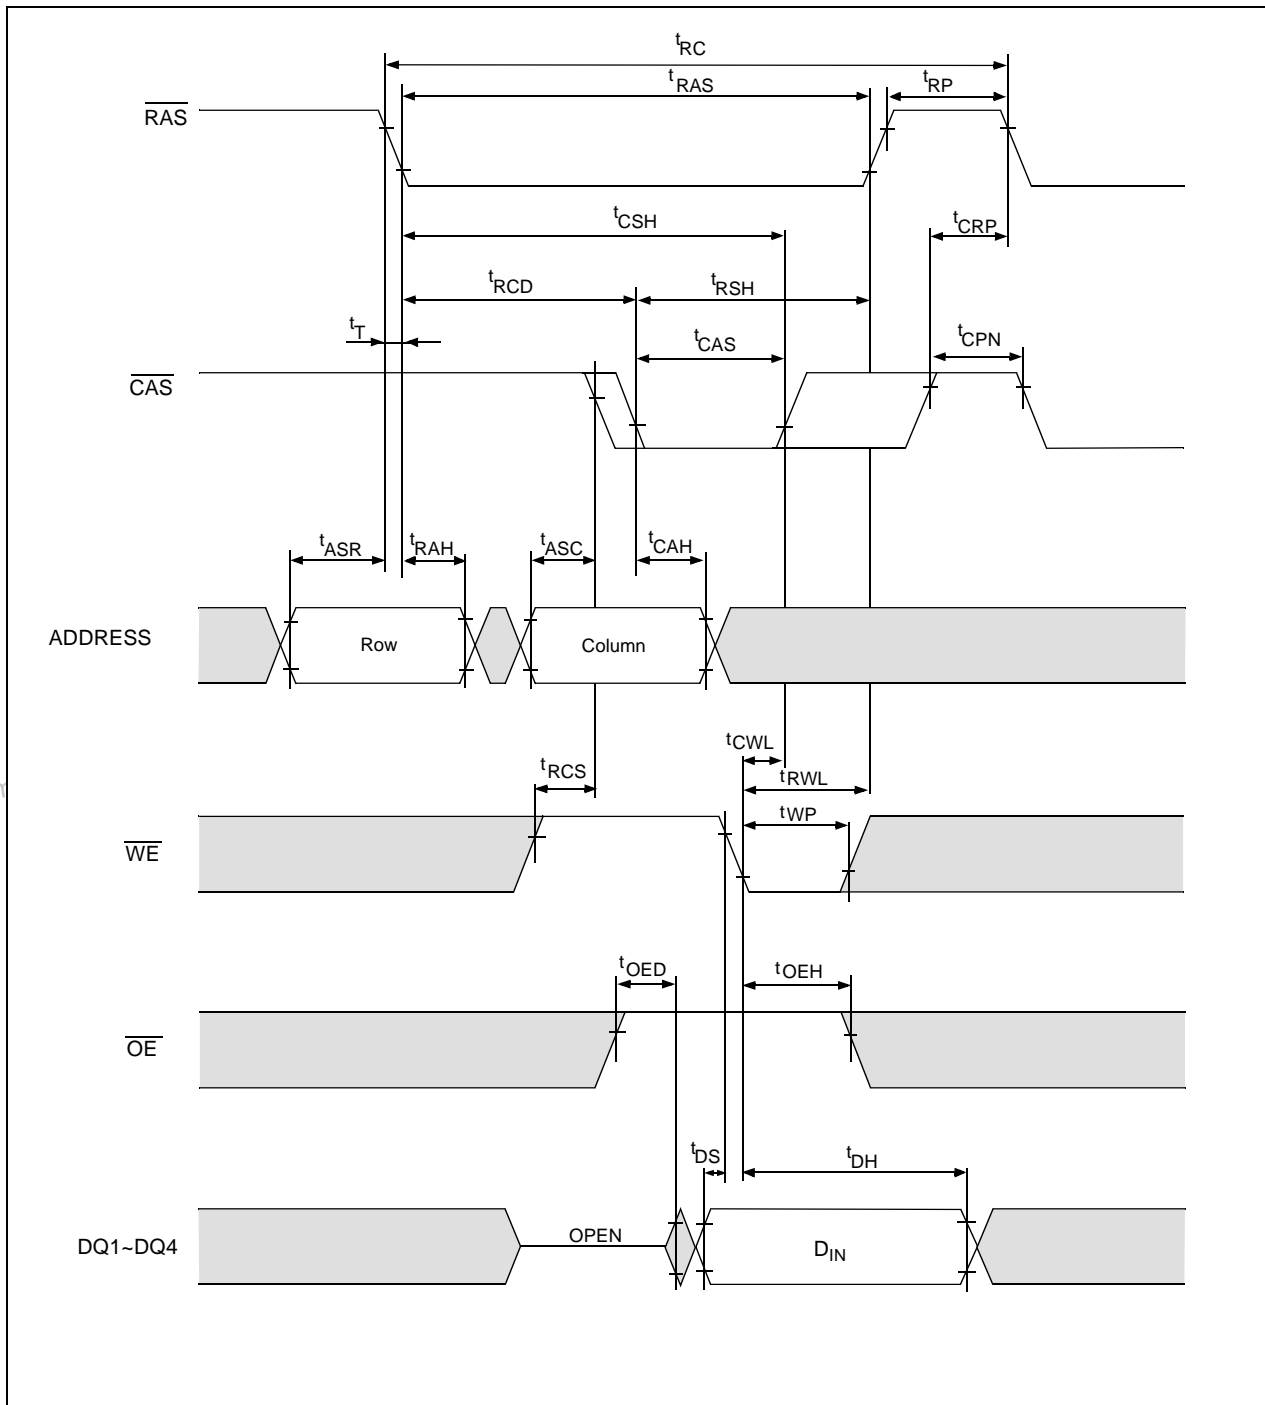 tRC
tRAS
tRP
RAS
tCSH
tCRP
tRCD
tRSH
tT
tCAS
tCPN
CAS
tASR
tRAH
tASC
tCAH
ADDRESS
Row
Column
tCWL
tRCS
tRWL
tWP
WE
tOED
tOEH
OE
tDS
tDH
DQ1~DQ4
OPEN
DIN